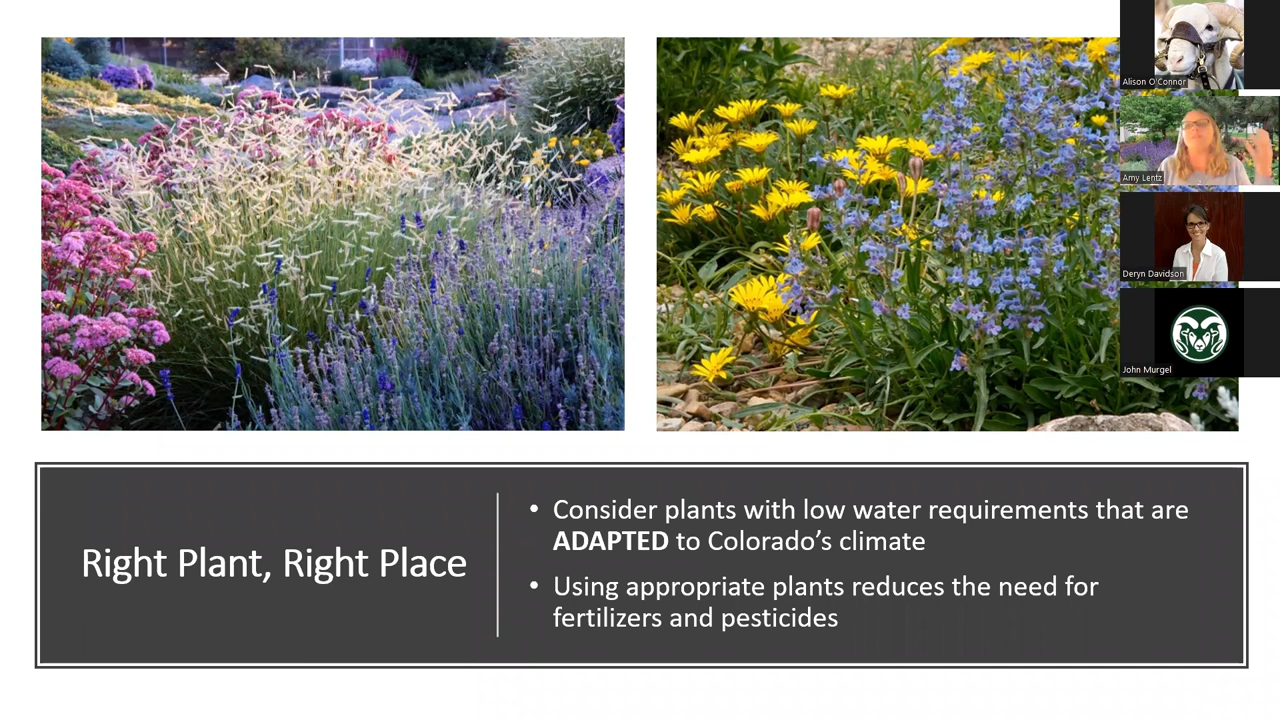 Alison O'Connor
Amy Lentz
Deryn Davidson
John Murgel
Right Plant, Right Place
• Consider plants with low water requirements that are
ADAPTED to Colorado’s climate
• Using appropriate plants reduces the need for
fertilizers and pesticides